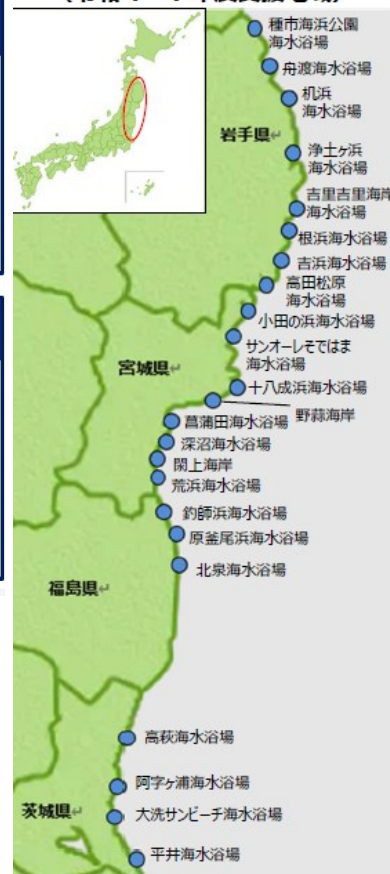 種市海浜公園
海水浴場
舟渡海水浴場
机浜
海水浴場
岩手県
浄土ヶ浜
海水浴場
吉里吉里海岸
海水浴場
根浜海水浴場
吉浜海水浴場
高田松原
海水浴場
小田の浜海水浴場
サンオーレそではま
海水浴場
宮城県
十八成浜海水浴場
野蒜海岸
菖蒲田海水浴場
深沼海水浴場
閖上海岸
荒浜海水浴場
釣師浜海水浴場
原釜尾浜海水浴場
北泉海水浴場
福島県
高萩海水浴場
阿字ヶ浦海水浴場
茨城県
大洗サンビーチ海水浴場
平井海水浴場